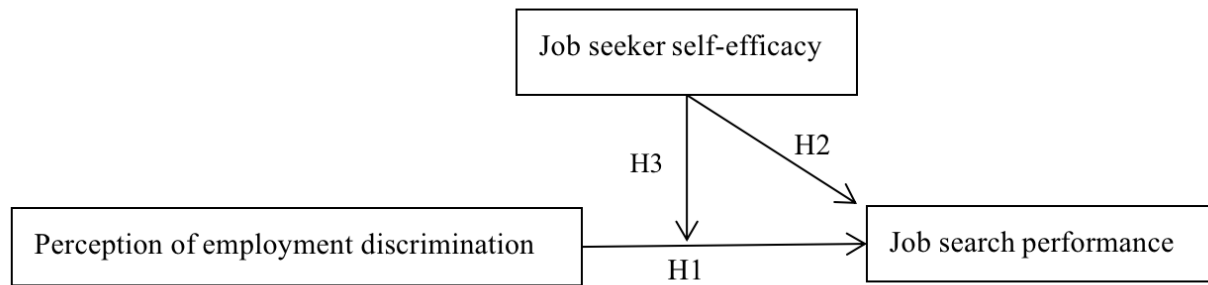 Job seeker self-efficacy
H2
H3
Perception of employment discrimination
Job search performance
H1